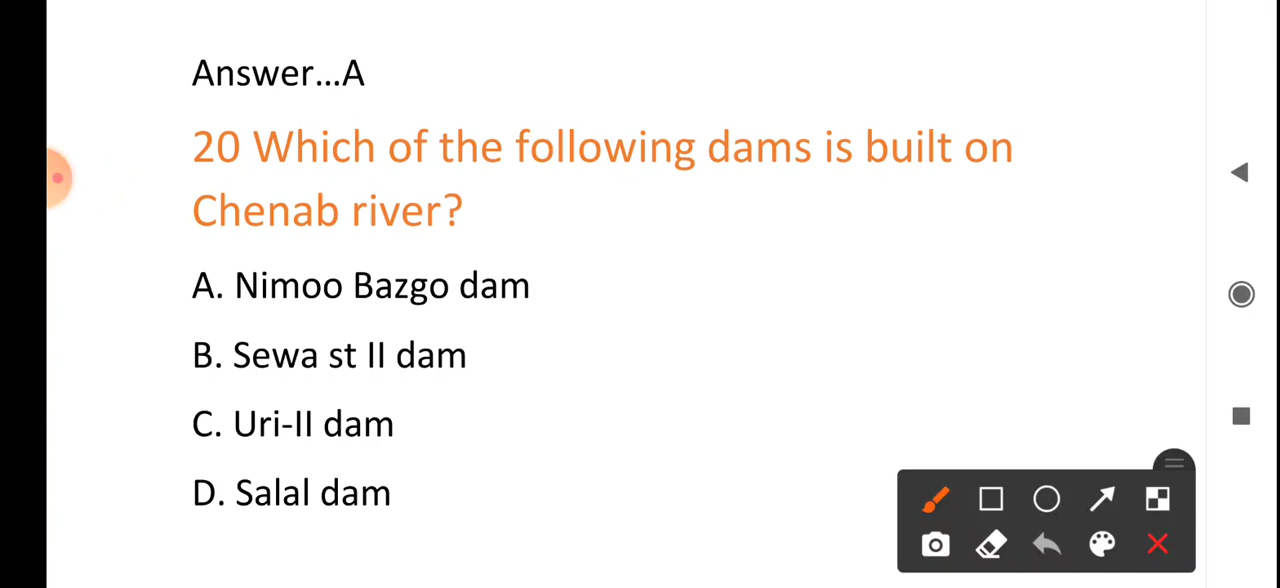 Answer...A
20 Which of the following dams is built on
Chenab river?
A. Nimoo Bazgo dam
B. Sewa st II dam
C. Uri-II dam
D. Salal dam